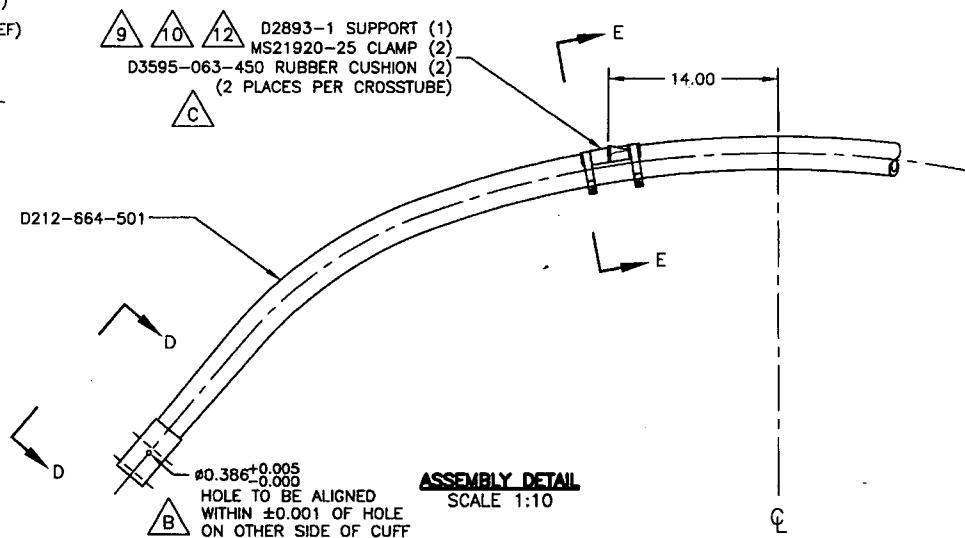 EF)
9 10 12 D2893-1 SUPPORT (1)
MS21920-25 CLAMP (2)
D3595-063-450 RUBBER CUSHION (2)
(2 PLACES PER CROSSTUBE)
C
E
14.00
D212-664-501
E
D
D
⌀0.386 +0.005 -0.000
HOLE TO BE ALIGNED
WITHIN ±0.001 OF HOLE
ON OTHER SIDE OF CUFF
B
ASSEMBLY DETAIL
SCALE 1:10
℄